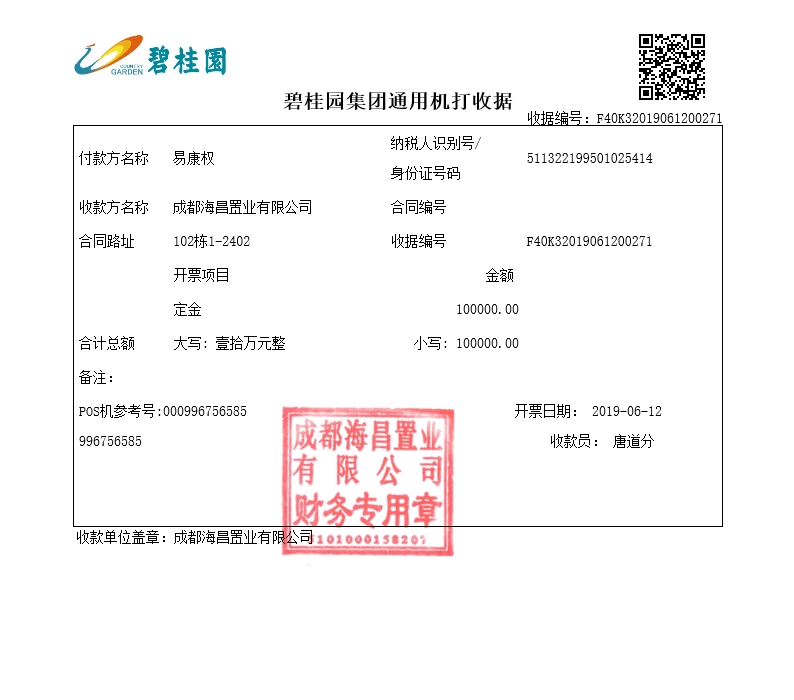 COUNTRY GARDEN 碧桂园
碧桂园集团通用机打收据
收据编号：F40K32019061200271
付款方名称 易康权 纳税人识别号/身份证号码 511322199501025414
收款方名称 成都海昌置业有限公司 合同编号
合同路址 102栋1-2402 收据编号 F40K32019061200271
开票项目 金额
定金 100000.00
合计总额 大写: 壹拾万元整 小写: 100000.00
备注:
POS机参考号:000996756585 开票日期： 2019-06-12
996756585 收款员： 唐道分
成都海昌置业
有限公司
财务专用章
收款单位盖章：成都海昌置业有限公司